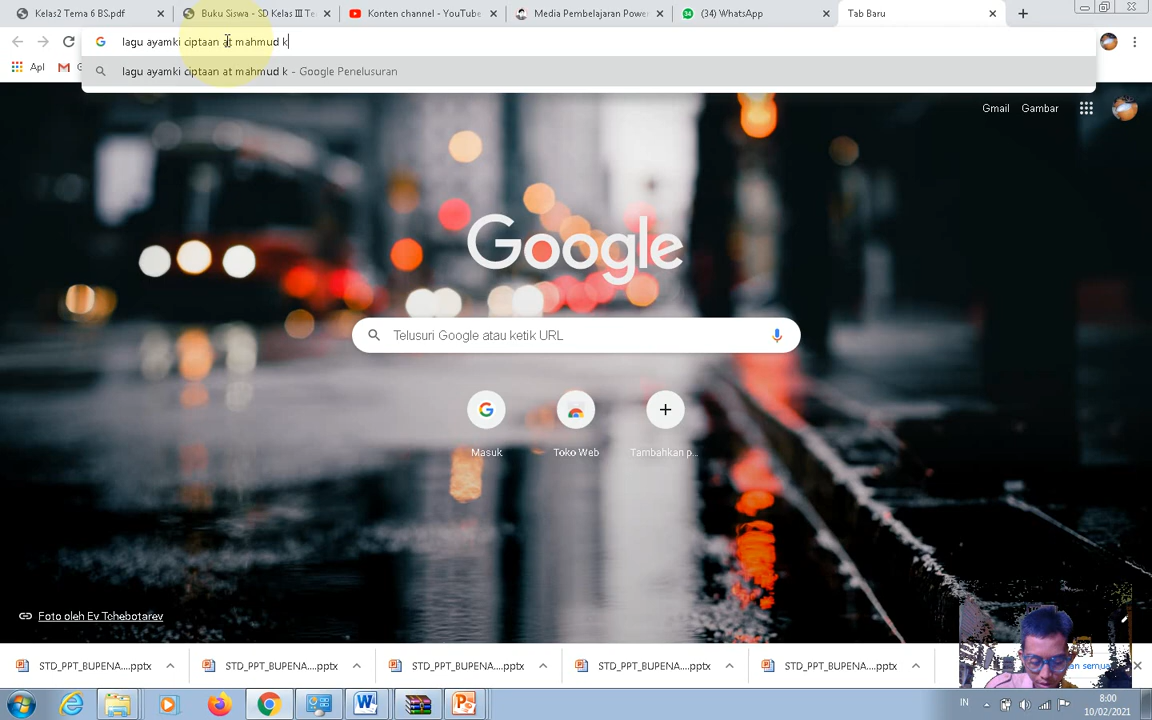 Kelas2 Tema 6 BS.pdf
Buku Siswa - SD Kelas III Te
Konten channel - YouTube
Media Pembelajaran Power
(34) WhatsApp
Tab Baru
lagu ayamki ciptaan at mahmud k
Apl
lagu ayamki ciptaan at mahmud k - Google Penelusuran
Gmail
Gambar
Google
Telusuri Google atau ketik URL
Masuk
Toko Web
Tambahkan p...
Foto oleh Ev Tchebotarev
STD_PPT_BUPENA....pptx
STD_PPT_BUPENA....pptx
STD_PPT_BUPENA....pptx
STD_PPT_BUPENA....pptx
STD_PPT_BUPENA....pptx
an semua
IN
8:00
10/02/2021